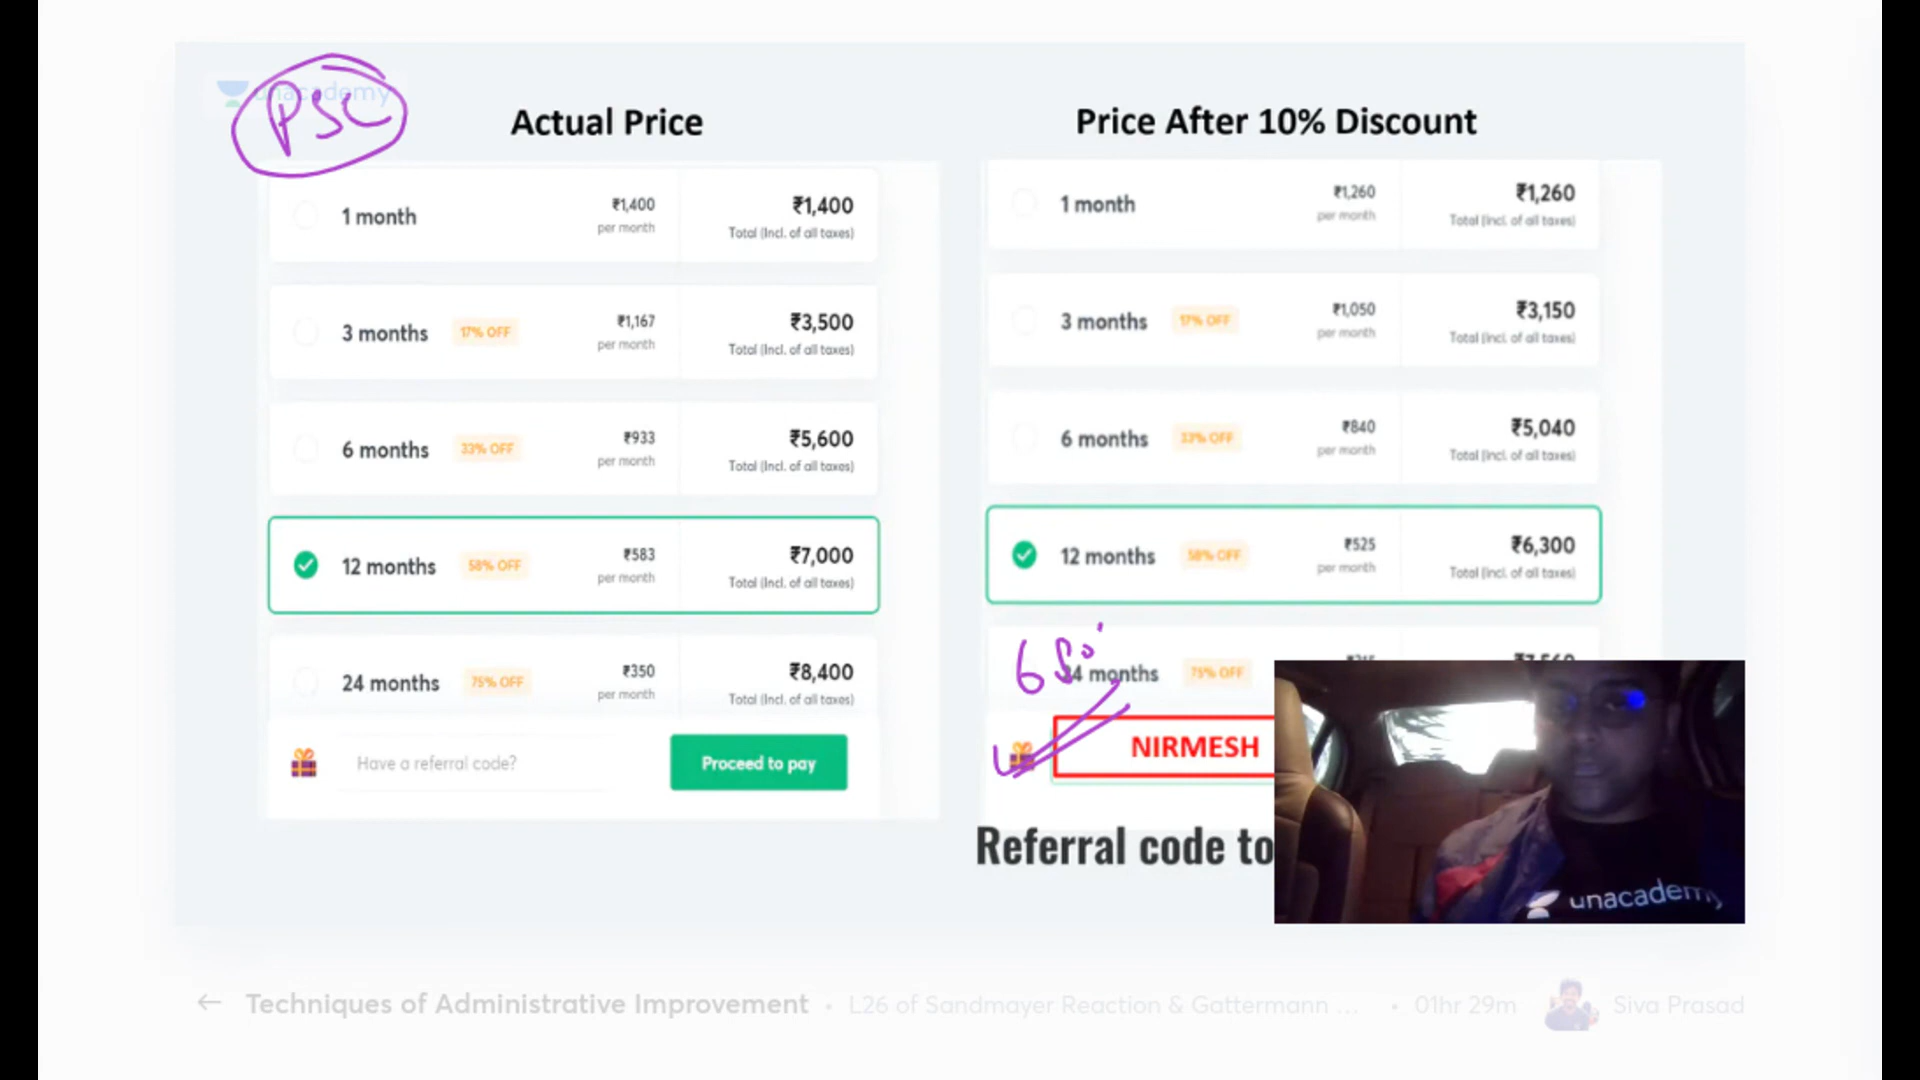 unacademy
PSC
Actual Price
1 month ₹1,400 per month ₹1,400 Total (Incl. of all taxes)
3 months 17% OFF ₹1,167 per month ₹3,500 Total (Incl. of all taxes)
6 months 33% OFF ₹933 per month ₹5,600 Total (Incl. of all taxes)
12 months 58% OFF ₹583 per month ₹7,000 Total (Incl. of all taxes)
24 months 75% OFF ₹350 per month ₹8,400 Total (Incl. of all taxes)
Have a referral code? Proceed to pay
Price After 10% Discount
1 month ₹1,260 per month ₹1,260 Total (Incl. of all taxes)
3 months 17% OFF ₹1,050 per month ₹3,150 Total (Incl. of all taxes)
6 months 33% OFF ₹840 per month ₹5,040 Total (Incl. of all taxes)
12 months 58% OFF ₹525 per month ₹6,300 Total (Incl. of all taxes)
months 75% OFF
NIRMESH
Referral code to
unacademy
Techniques of Administrative Improvement • L26 of Sandmayer Reaction & Gattermann ... • 01hr 29m Siva Prasad